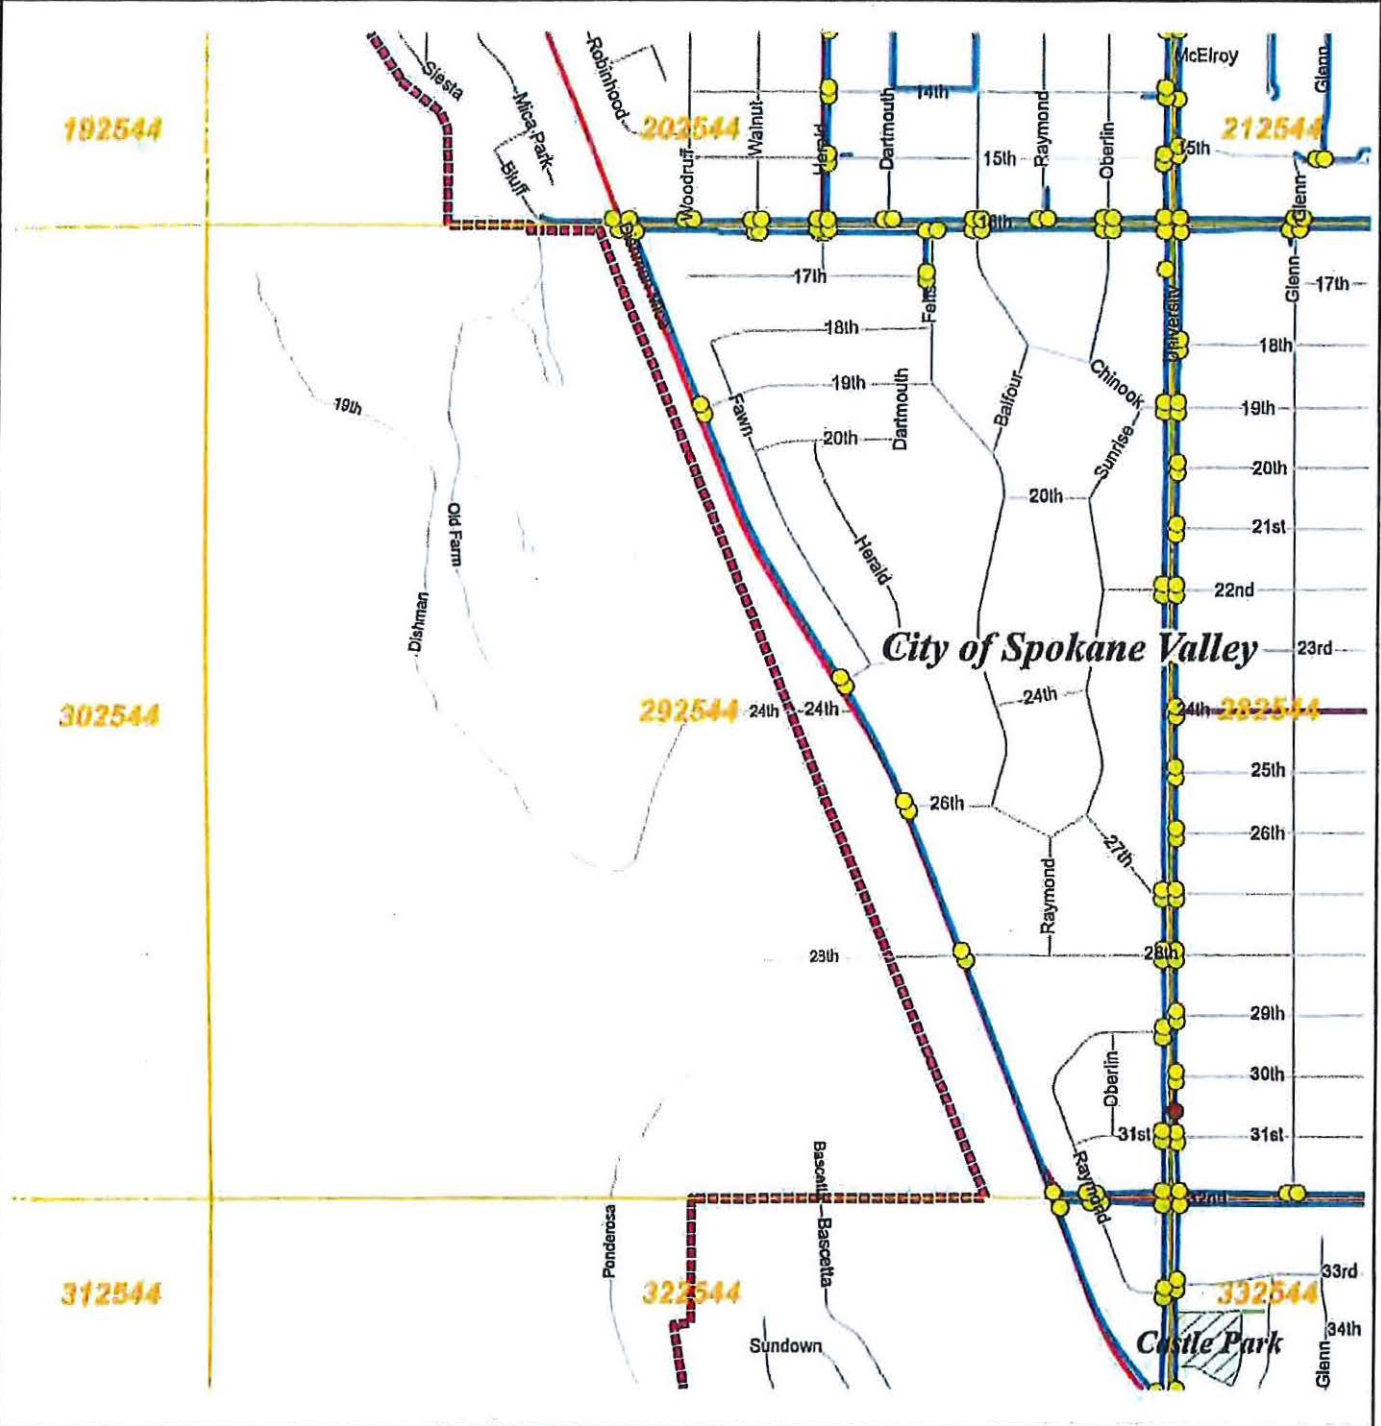 McElroy
Robinhood
Glenn
Siesta
Mica Park
14th
192544
202544
Walnut
Herald
Dartmouth
Raymond
Oberlin
212544
15th
15th
Bluff
Woodruff
Glenn
16th
17th
Felts
Glenn
17th
University
18th
18th
Chinook
19th
Dartmouth
Balfour
19th
19th
Fawn
20th
Sunrise
20th
20th
Old Farm
21st
Herald
22nd
Dishman
City of Spokane Valley
23rd
24th
302544
292544
24th
24th
24th
282544
25th
26th
26th
27th
Raymond
28th
28th
29th
Oberlin
30th
31st
31st
Bascetta
Raymond
32nd
Ponderosa
Bascetta
33rd
312544
322544
332544
Sundown
Castle Park
34th
Glenn